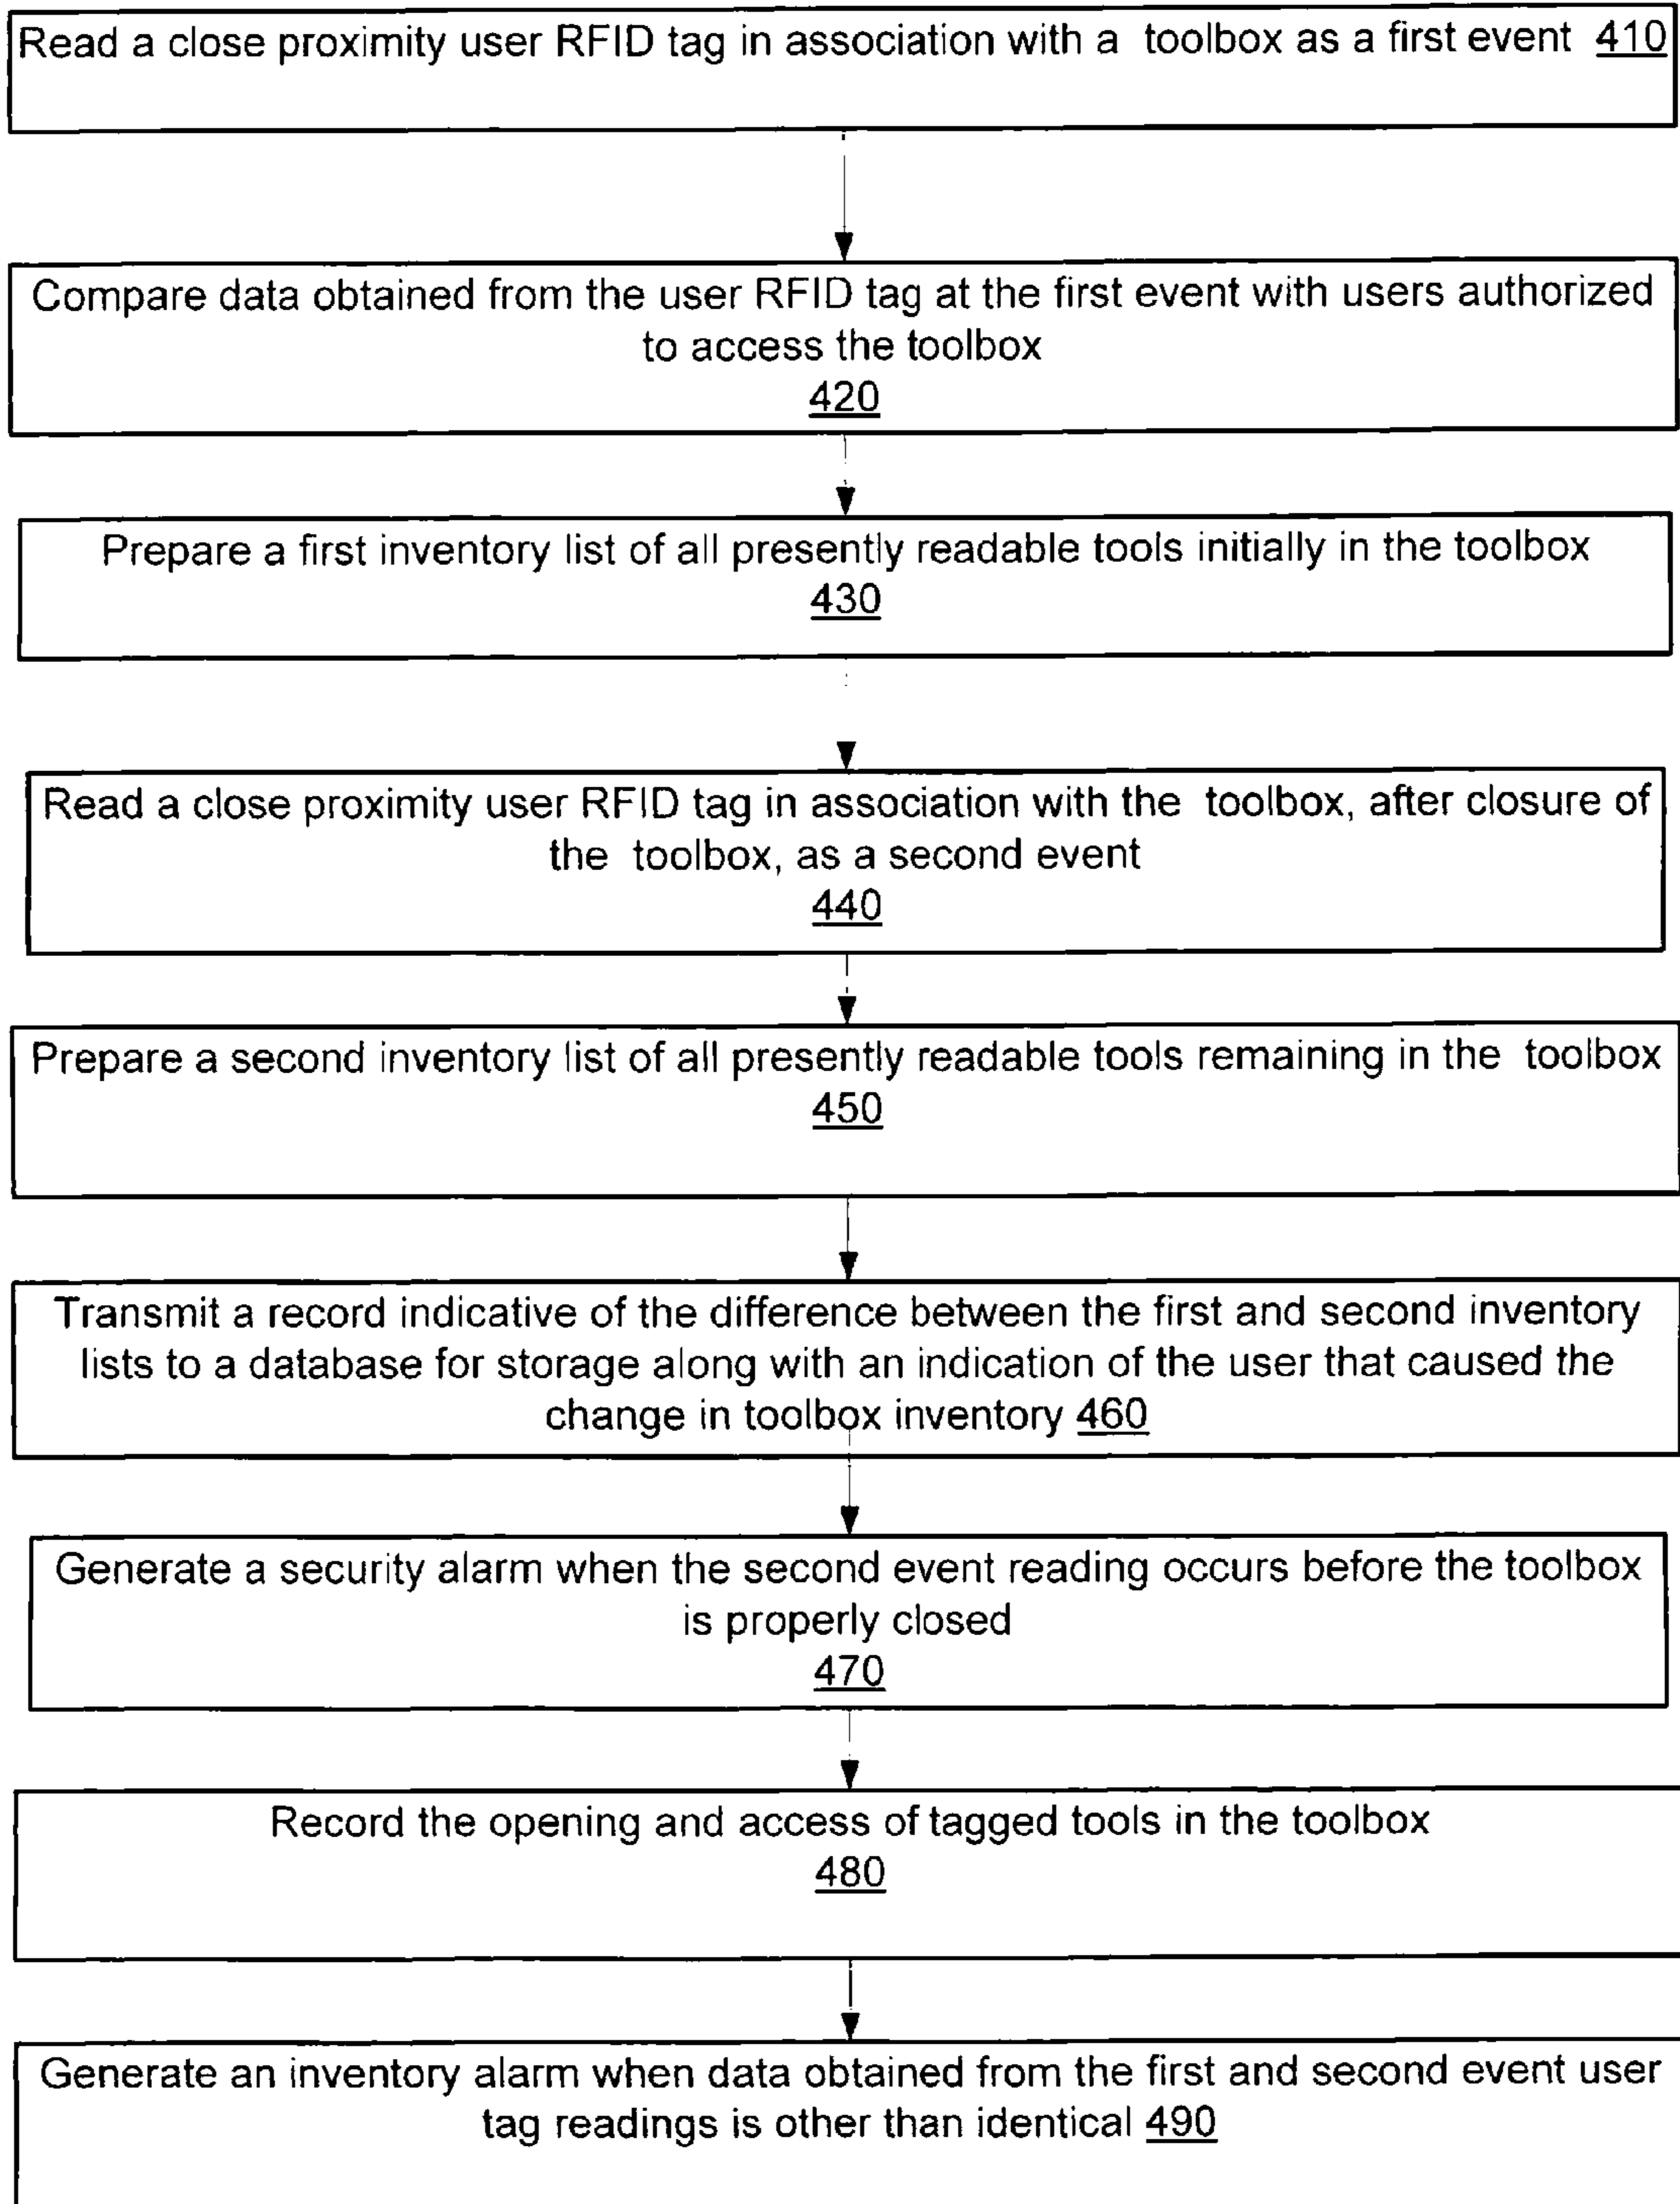 Read a close proximity user RFID tag in association with a toolbox as a first event 410
Compare data obtained from the user RFID tag at the first event with users authorized
to access the toolbox
420
Prepare a first inventory list of all presently readable tools initially in the toolbox
430
Read a close proximity user RFID tag in association with the toolbox, after closure of
the toolbox, as a second event
440
Prepare a second inventory list of all presently readable tools remaining in the toolbox
450
Transmit a record indicative of the difference between the first and second inventory
lists to a database for storage along with an indication of the user that caused the
change in toolbox inventory 460
Generate a security alarm when the second event reading occurs before the toolbox
is properly closed
470
Record the opening and access of tagged tools in the toolbox
480
Generate an inventory alarm when data obtained from the first and second event user
tag readings is other than identical 490